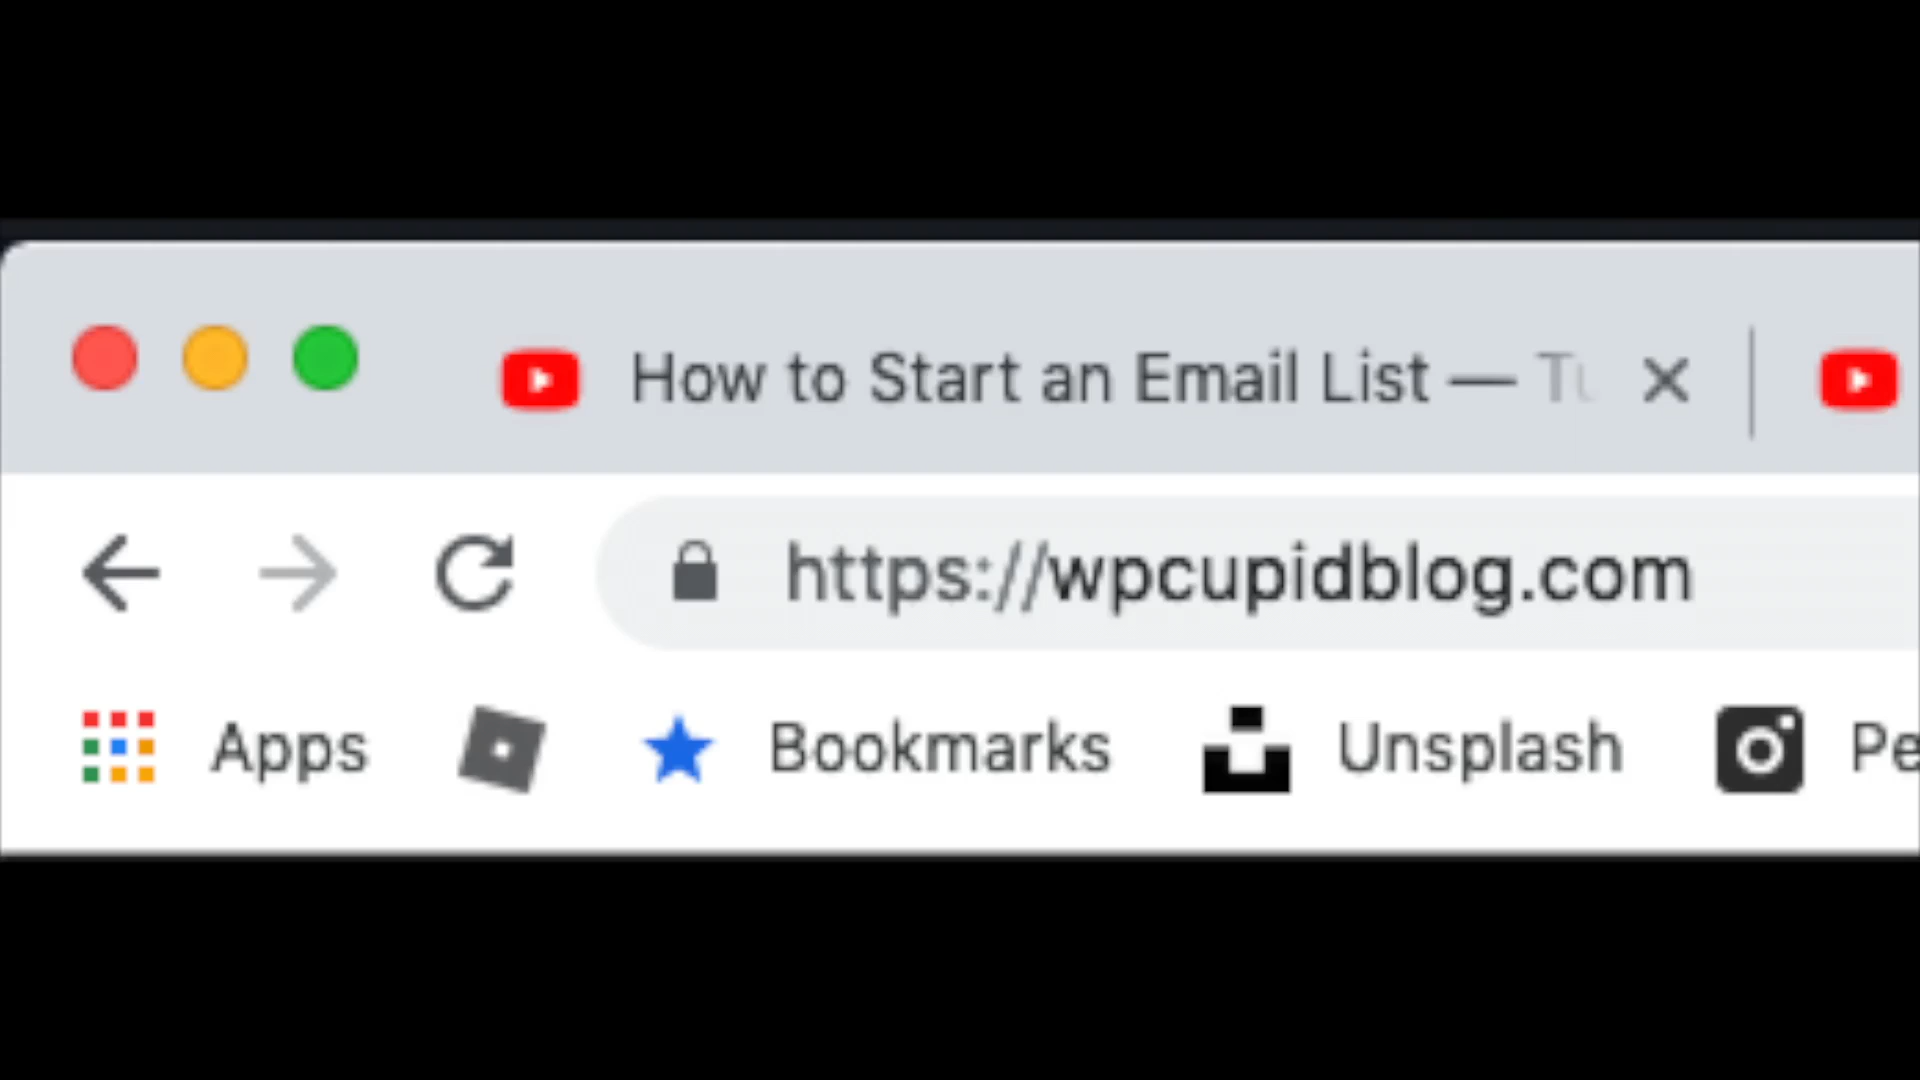 How to Start an Email List —
https://wpcupidblog.com
Apps Bookmarks Unsplash